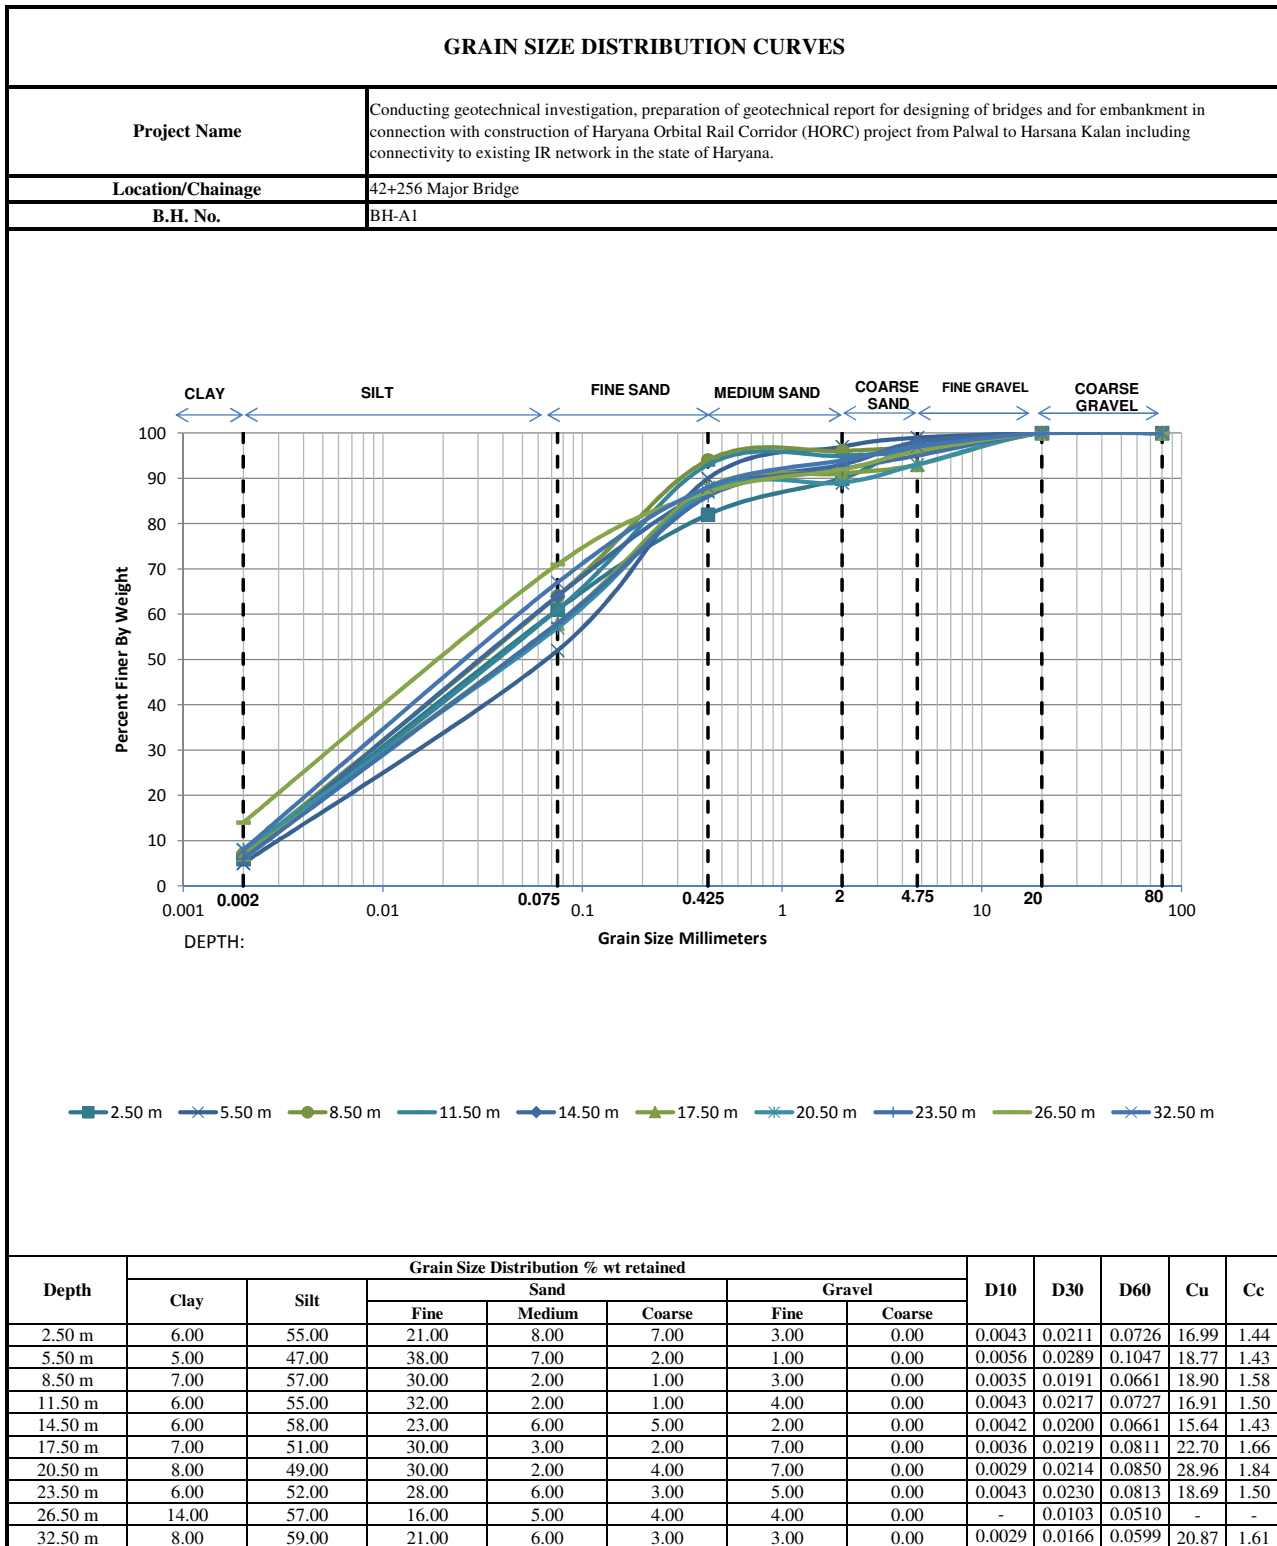 GRAIN SIZE DISTRIBUTION CURVES
Project Name
Conducting geotechnical investigation, preparation of geotechnical report for designing of bridges and for embankment in
connection with construction of Haryana Orbital Rail Corridor (HORC) project from Palwal to Harsana Kalan including
connectivity to existing IR network in the state of Haryana.
Location/Chainage 42+256 Major Bridge
B.H. No. BH-A1
CLAY SILT FINE SAND MEDIUM SAND COARSE SAND FINE GRAVEL COARSE GRAVEL
Percent Finer By Weight
100
90
80
70
60
50
40
30
20
10
0
0.002 0.075 0.425 2 4.75 20 80
0.001 0.01 0.1 1 10 100
DEPTH: Grain Size Millimeters
2.50 m 5.50 m 8.50 m 11.50 m 14.50 m 17.50 m 20.50 m 23.50 m 26.50 m 32.50 m
Grain Size Distribution % wt retained
Depth Clay Silt Sand Gravel D10 D30 D60 Cu Cc
Fine Medium Coarse Fine Coarse
2.50 m 6.00 55.00 21.00 8.00 7.00 3.00 0.00 0.0043 0.0211 0.0726 16.99 1.44
5.50 m 5.00 47.00 38.00 7.00 2.00 1.00 0.00 0.0056 0.0289 0.1047 18.77 1.43
8.50 m 7.00 57.00 30.00 2.00 1.00 3.00 0.00 0.0035 0.0191 0.0661 18.90 1.58
11.50 m 6.00 55.00 32.00 2.00 1.00 4.00 0.00 0.0043 0.0217 0.0727 16.91 1.50
14.50 m 6.00 58.00 23.00 6.00 5.00 2.00 0.00 0.0042 0.0200 0.0661 15.64 1.43
17.50 m 7.00 51.00 30.00 3.00 2.00 7.00 0.00 0.0036 0.0219 0.0811 22.70 1.66
20.50 m 8.00 49.00 30.00 2.00 4.00 7.00 0.00 0.0029 0.0214 0.0850 28.96 1.84
23.50 m 6.00 52.00 28.00 6.00 3.00 5.00 0.00 0.0043 0.0230 0.0813 18.69 1.50
26.50 m 14.00 57.00 16.00 5.00 4.00 4.00 0.00 - 0.0103 0.0510 - -
32.50 m 8.00 59.00 21.00 6.00 3.00 3.00 0.00 0.0029 0.0166 0.0599 20.87 1.61